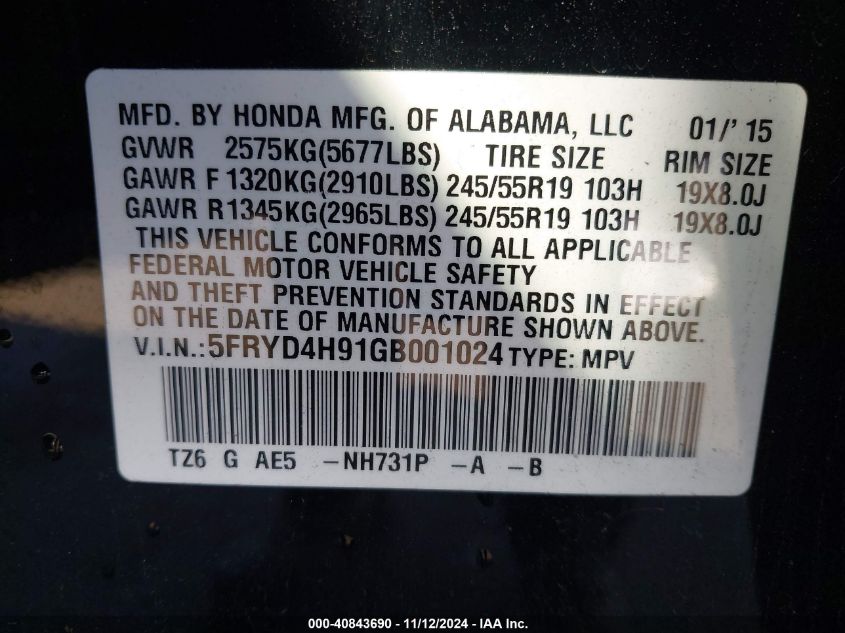 MFD. BY HONDA MFG. OF ALABAMA, LLC 01/' 15
GVWR 2575KG(5677LBS) TIRE SIZE RIM SIZE
GAWR F 1320KG(2910LBS) 245/55R19 103H 19X8.0J
GAWR R1345KG(2965LBS) 245/55R19 103H 19X8.0J
THIS VEHICLE CONFORMS TO ALL APPLICABLE
FEDERAL MOTOR VEHICLE SAFETY
AND THEFT PREVENTION STANDARDS IN EFFECT
ON THE DATE OF MANUFACTURE SHOWN ABOVE.
V.I.N.:5FRYD4H91GB001024 TYPE: MPV
TZ6 G AE5 -NH731P -A -B
000-40843690 - 11/12/2024 - IAA Inc.